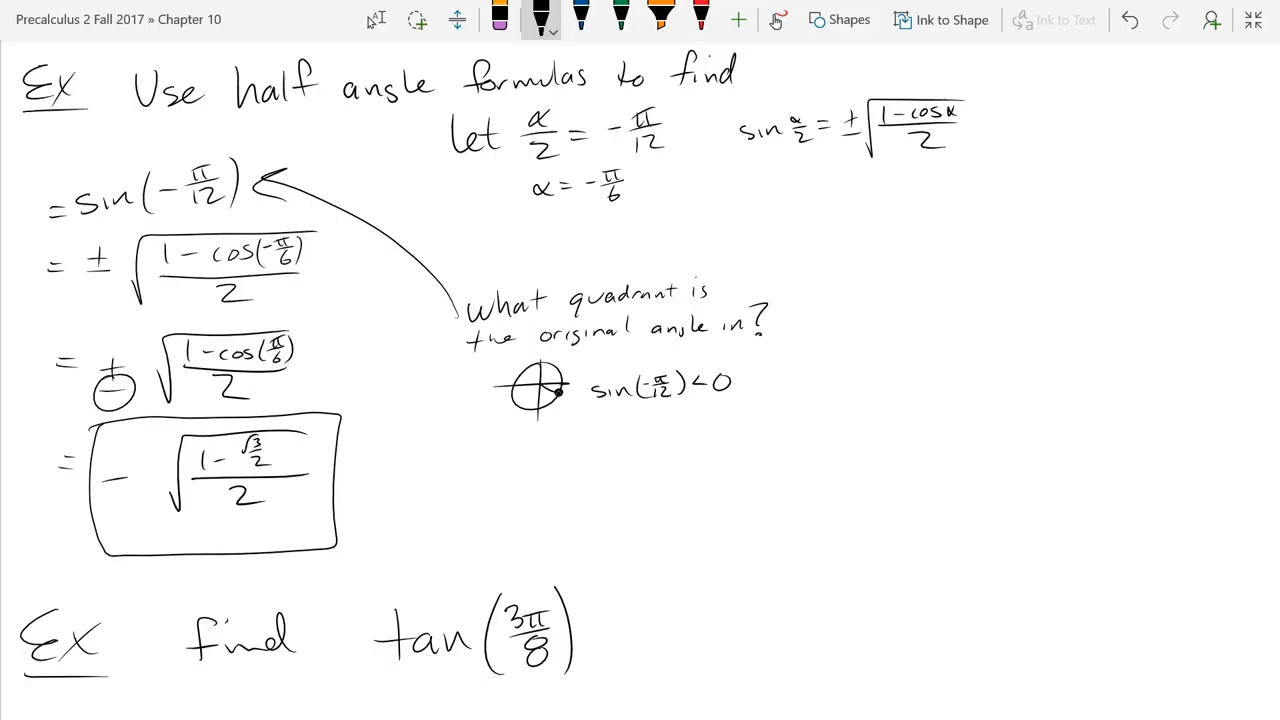 Precalculus 2 Fall 2017 » Chapter 10
Shapes
Ink to Shape
Ink to Text
Ex Use half angle formulas to find
let α/2 = -π/12
sin α/2 = ±√((1-cosα)/2)
α = -π/6
= sin(-π/12)
= ± √((1-cos(-π/6))/2)
What quadrant is
the original angle in?
= ± √((1-cos(π/6))/2)
sin(-π/12)<0
= - √((1-√3/2)/2)
Ex find tan(3π/8)